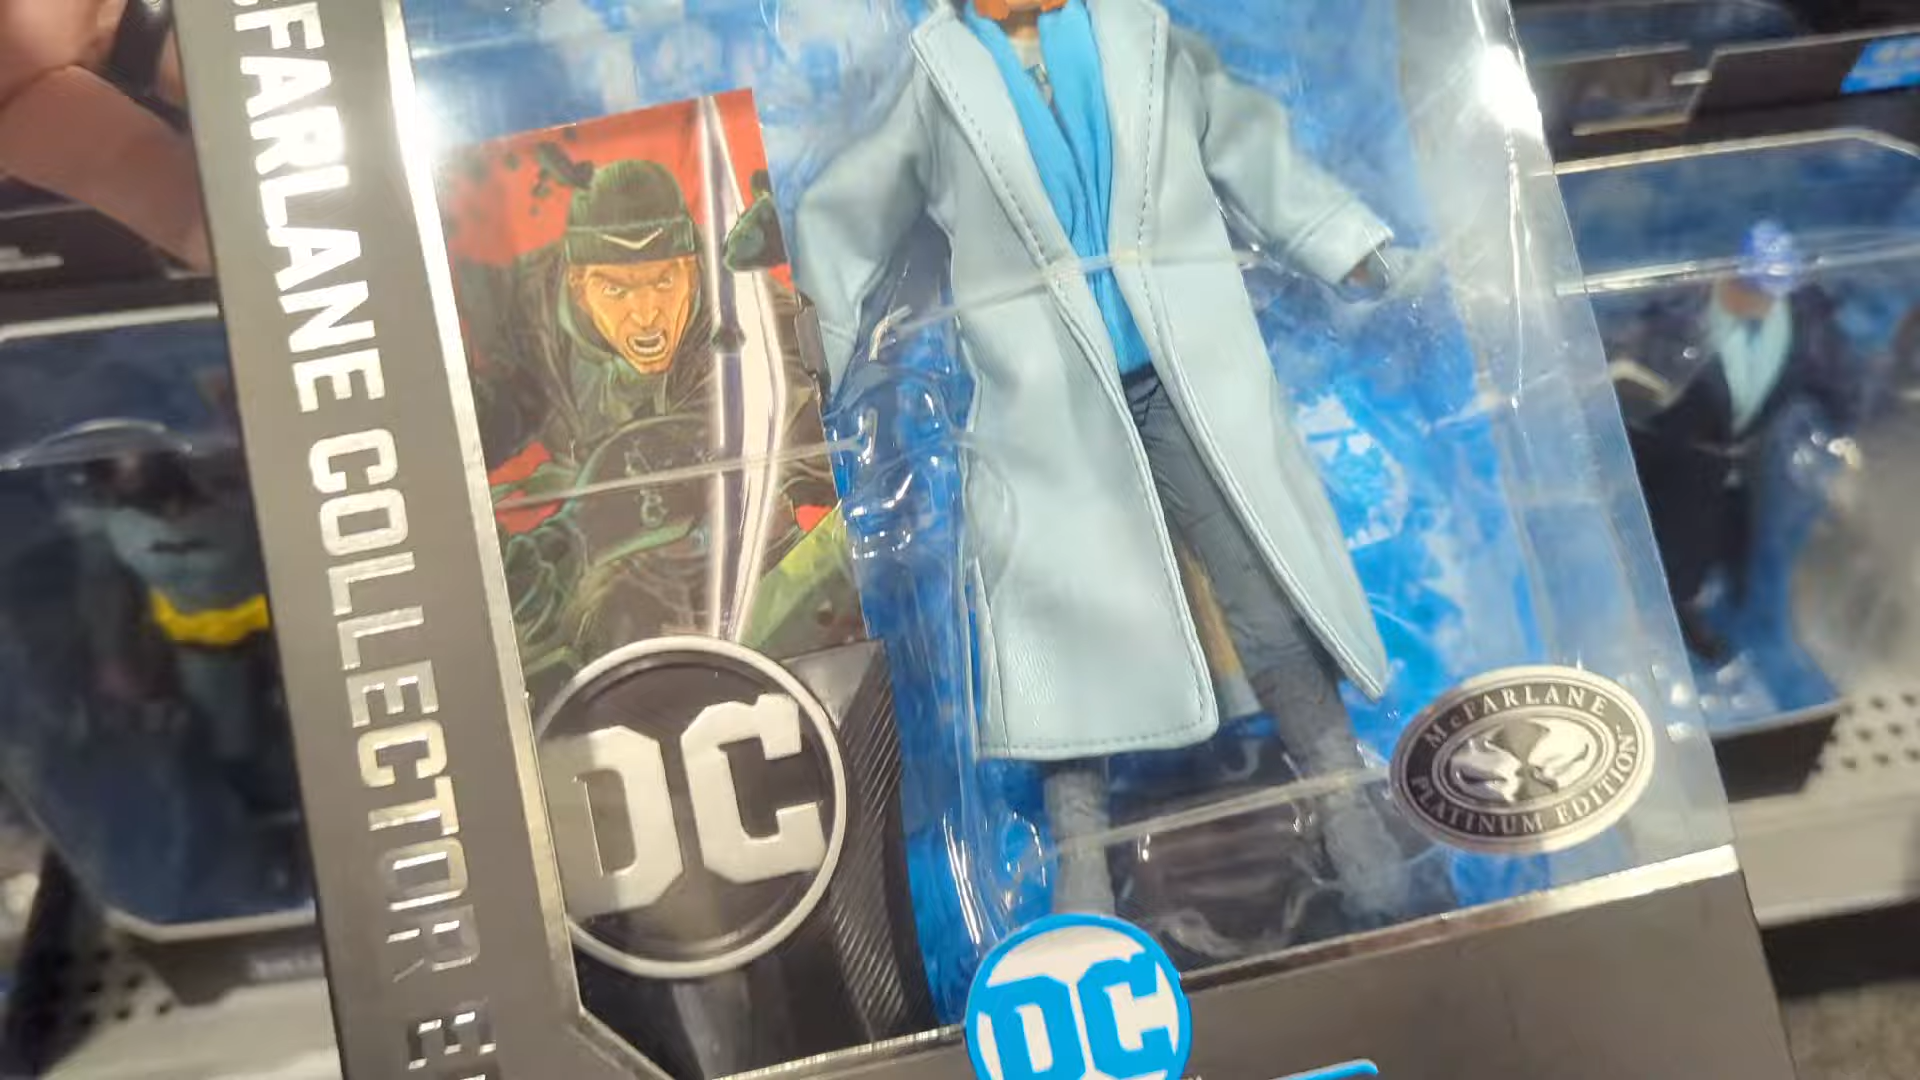 FARLANE COLLECTOR E
DC
McFARLANE
PLATINUM EDITION
DC